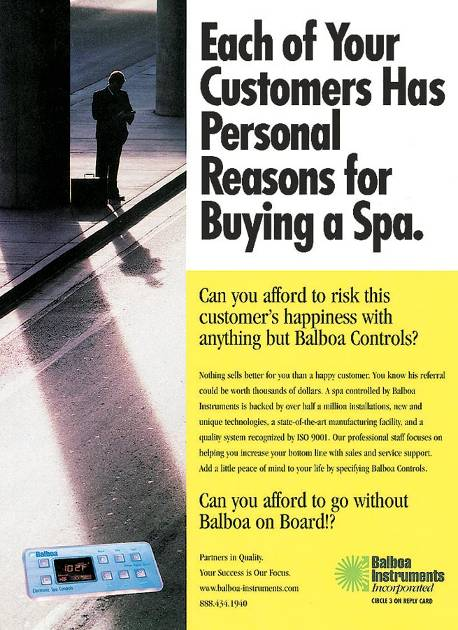 Each of Your
Customers Has
Personal
Reasons for
Buying a Spa.
Can you afford to risk this
customer's happiness with
anything but Balboa Controls?
Nothing sells better for you than a happy customer. You know his referral
could be worth thousands of dollars. A spa controlled by Balboa
Instruments is backed by over half a million installations, new and
unique technologies, a state-of-the-art manufacturing facility, and a
quality system recognized by ISO 9001. Our professional staff focuses on
helping you increase your bottom line with sales and service support.
Add a little peace of mind to your life by specifying Balboa Controls.
Can you afford to go without
Balboa on Board!?
Partners in Quality.
Your Success is Our Focus.
www.balboa-instruments.com
888.434.1940
Balboa
Instruments
Incorporated
CIRCLE 3 ON REPLY CARD
Balboa
102F
Electronic Spa Controls